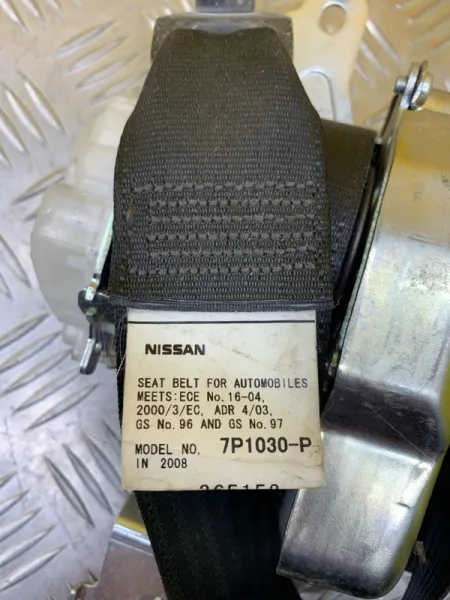 NISSAN
SEAT BELT FOR AUTOMOBILES
MEETS:ECE No. 16-04,
2000/3/EC, ADR 4/03,
GS No. 96 AND GS No. 97
MODEL NO. 7P1030-P
IN 2008